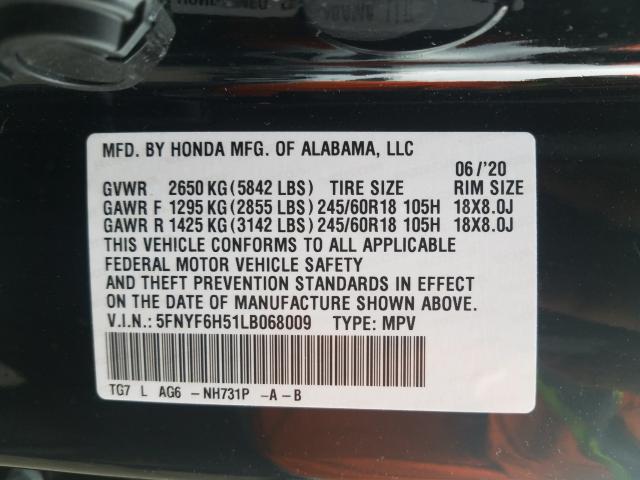 MFD. BY HONDA MFG. OF ALABAMA, LLC
06/'20
GVWR 2650 KG (5842 LBS) TIRE SIZE RIM SIZE
GAWR F 1295 KG (2855 LBS) 245/60R18 105H 18X8.0J
GAWR R 1425 KG (3142 LBS) 245/60R18 105H 18X8.0J
THIS VEHICLE CONFORMS TO ALL APPLICABLE
FEDERAL MOTOR VEHICLE SAFETY
AND THEFT PREVENTION STANDARDS IN EFFECT
ON THE DATE OF MANUFACTURE SHOWN ABOVE.
V.I.N.: 5FNYF6H51LB068009 TYPE: MPV
TG7 L AG6 -NH731P -A-B